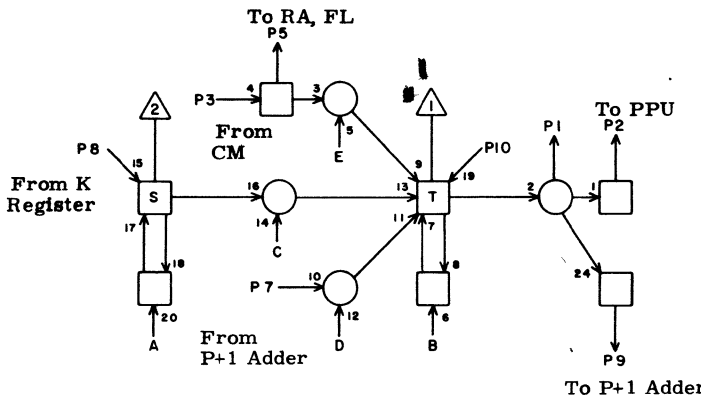 To RA, FL
P5
4
3
P3
2
1
5
From
CM
E
To PPU
P1
P2
P8
15
9
P10
19
From K
Register
S
16
13
T
2
1
17
14
11
7
C
18
8
24
P7
10
12
20
6
A
From
P+1 Adder
D
B
P9
To P+1 Adder